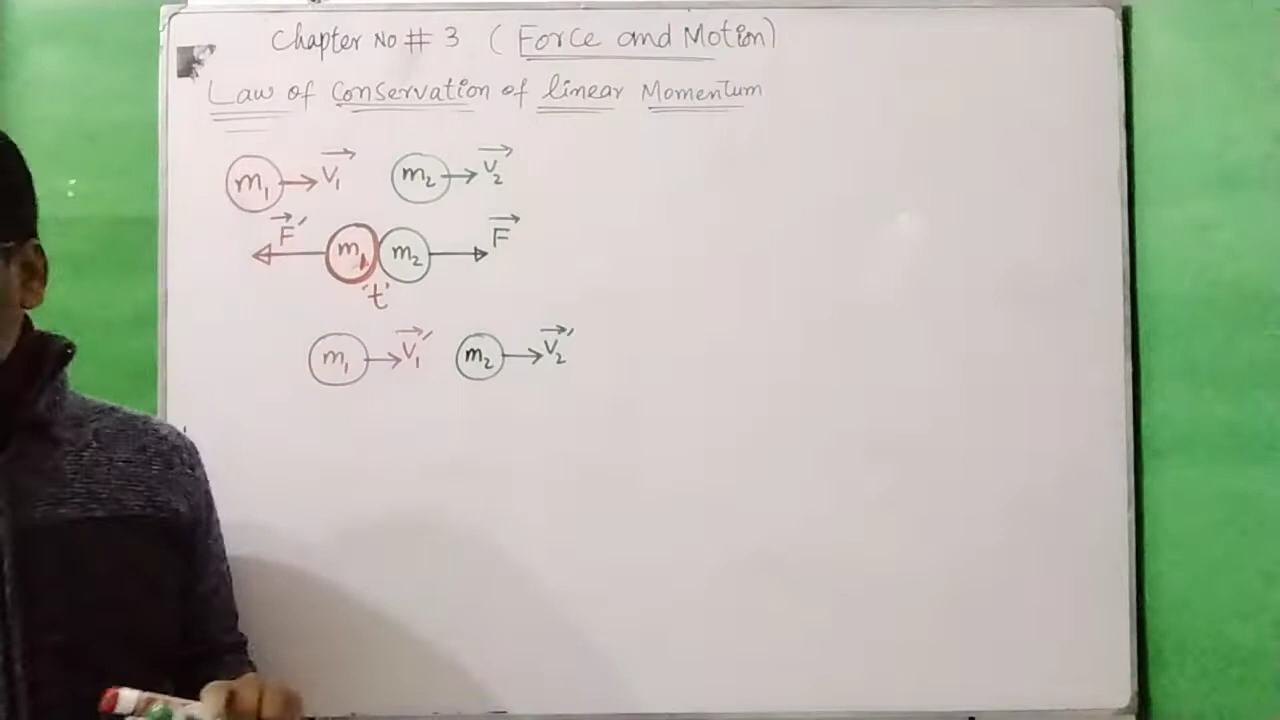 Chapter No # 3 (Force and Motion)
Law of Conservation of linear Momentum
m₁ → V₁ m₂ → V₂
F′ F
m₁ m₂
't'
m₁ → V₁′ m₂ → V₂′